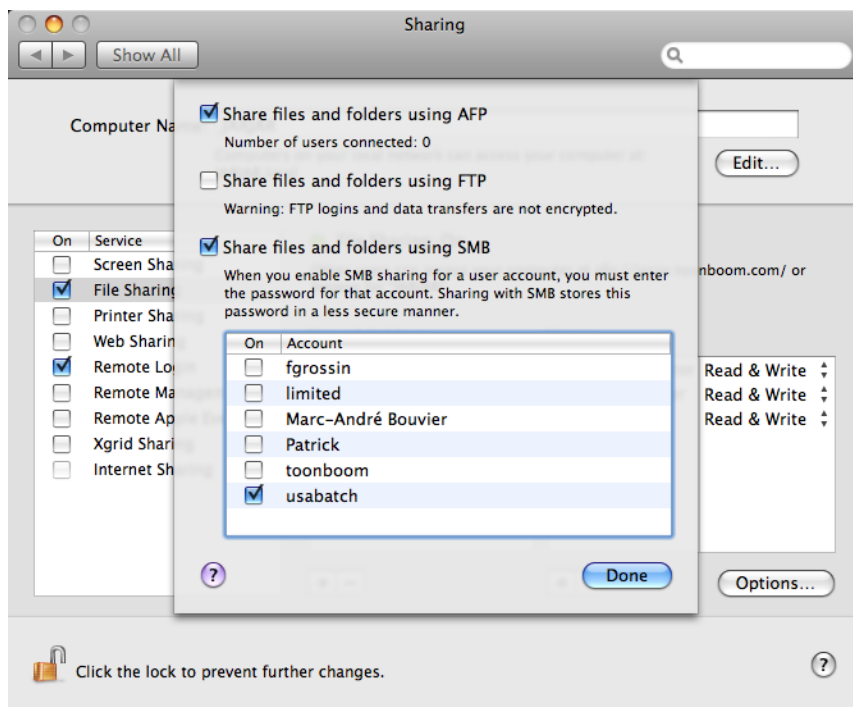 Sharing
Show All
Computer Na
Edit...
Share files and folders using AFP
Number of users connected: 0
Share files and folders using FTP
Warning: FTP logins and data transfers are not encrypted.
Share files and folders using SMB
When you enable SMB sharing for a user account, you must enter
the password for that account. Sharing with SMB stores this
password in a less secure manner.
On Account
fgrossin
limited
Marc-André Bouvier
Patrick
toonboom
usabatch
? Done
On Service
Screen Sha
File Sharing
Printer Sha
Web Sharin
Remote Lo
Remote Ma
Remote Ap
Xgrid Shari
Internet Sh
nboom.com/ or
Read & Write
Read & Write
Read & Write
Options...
Click the lock to prevent further changes.
?